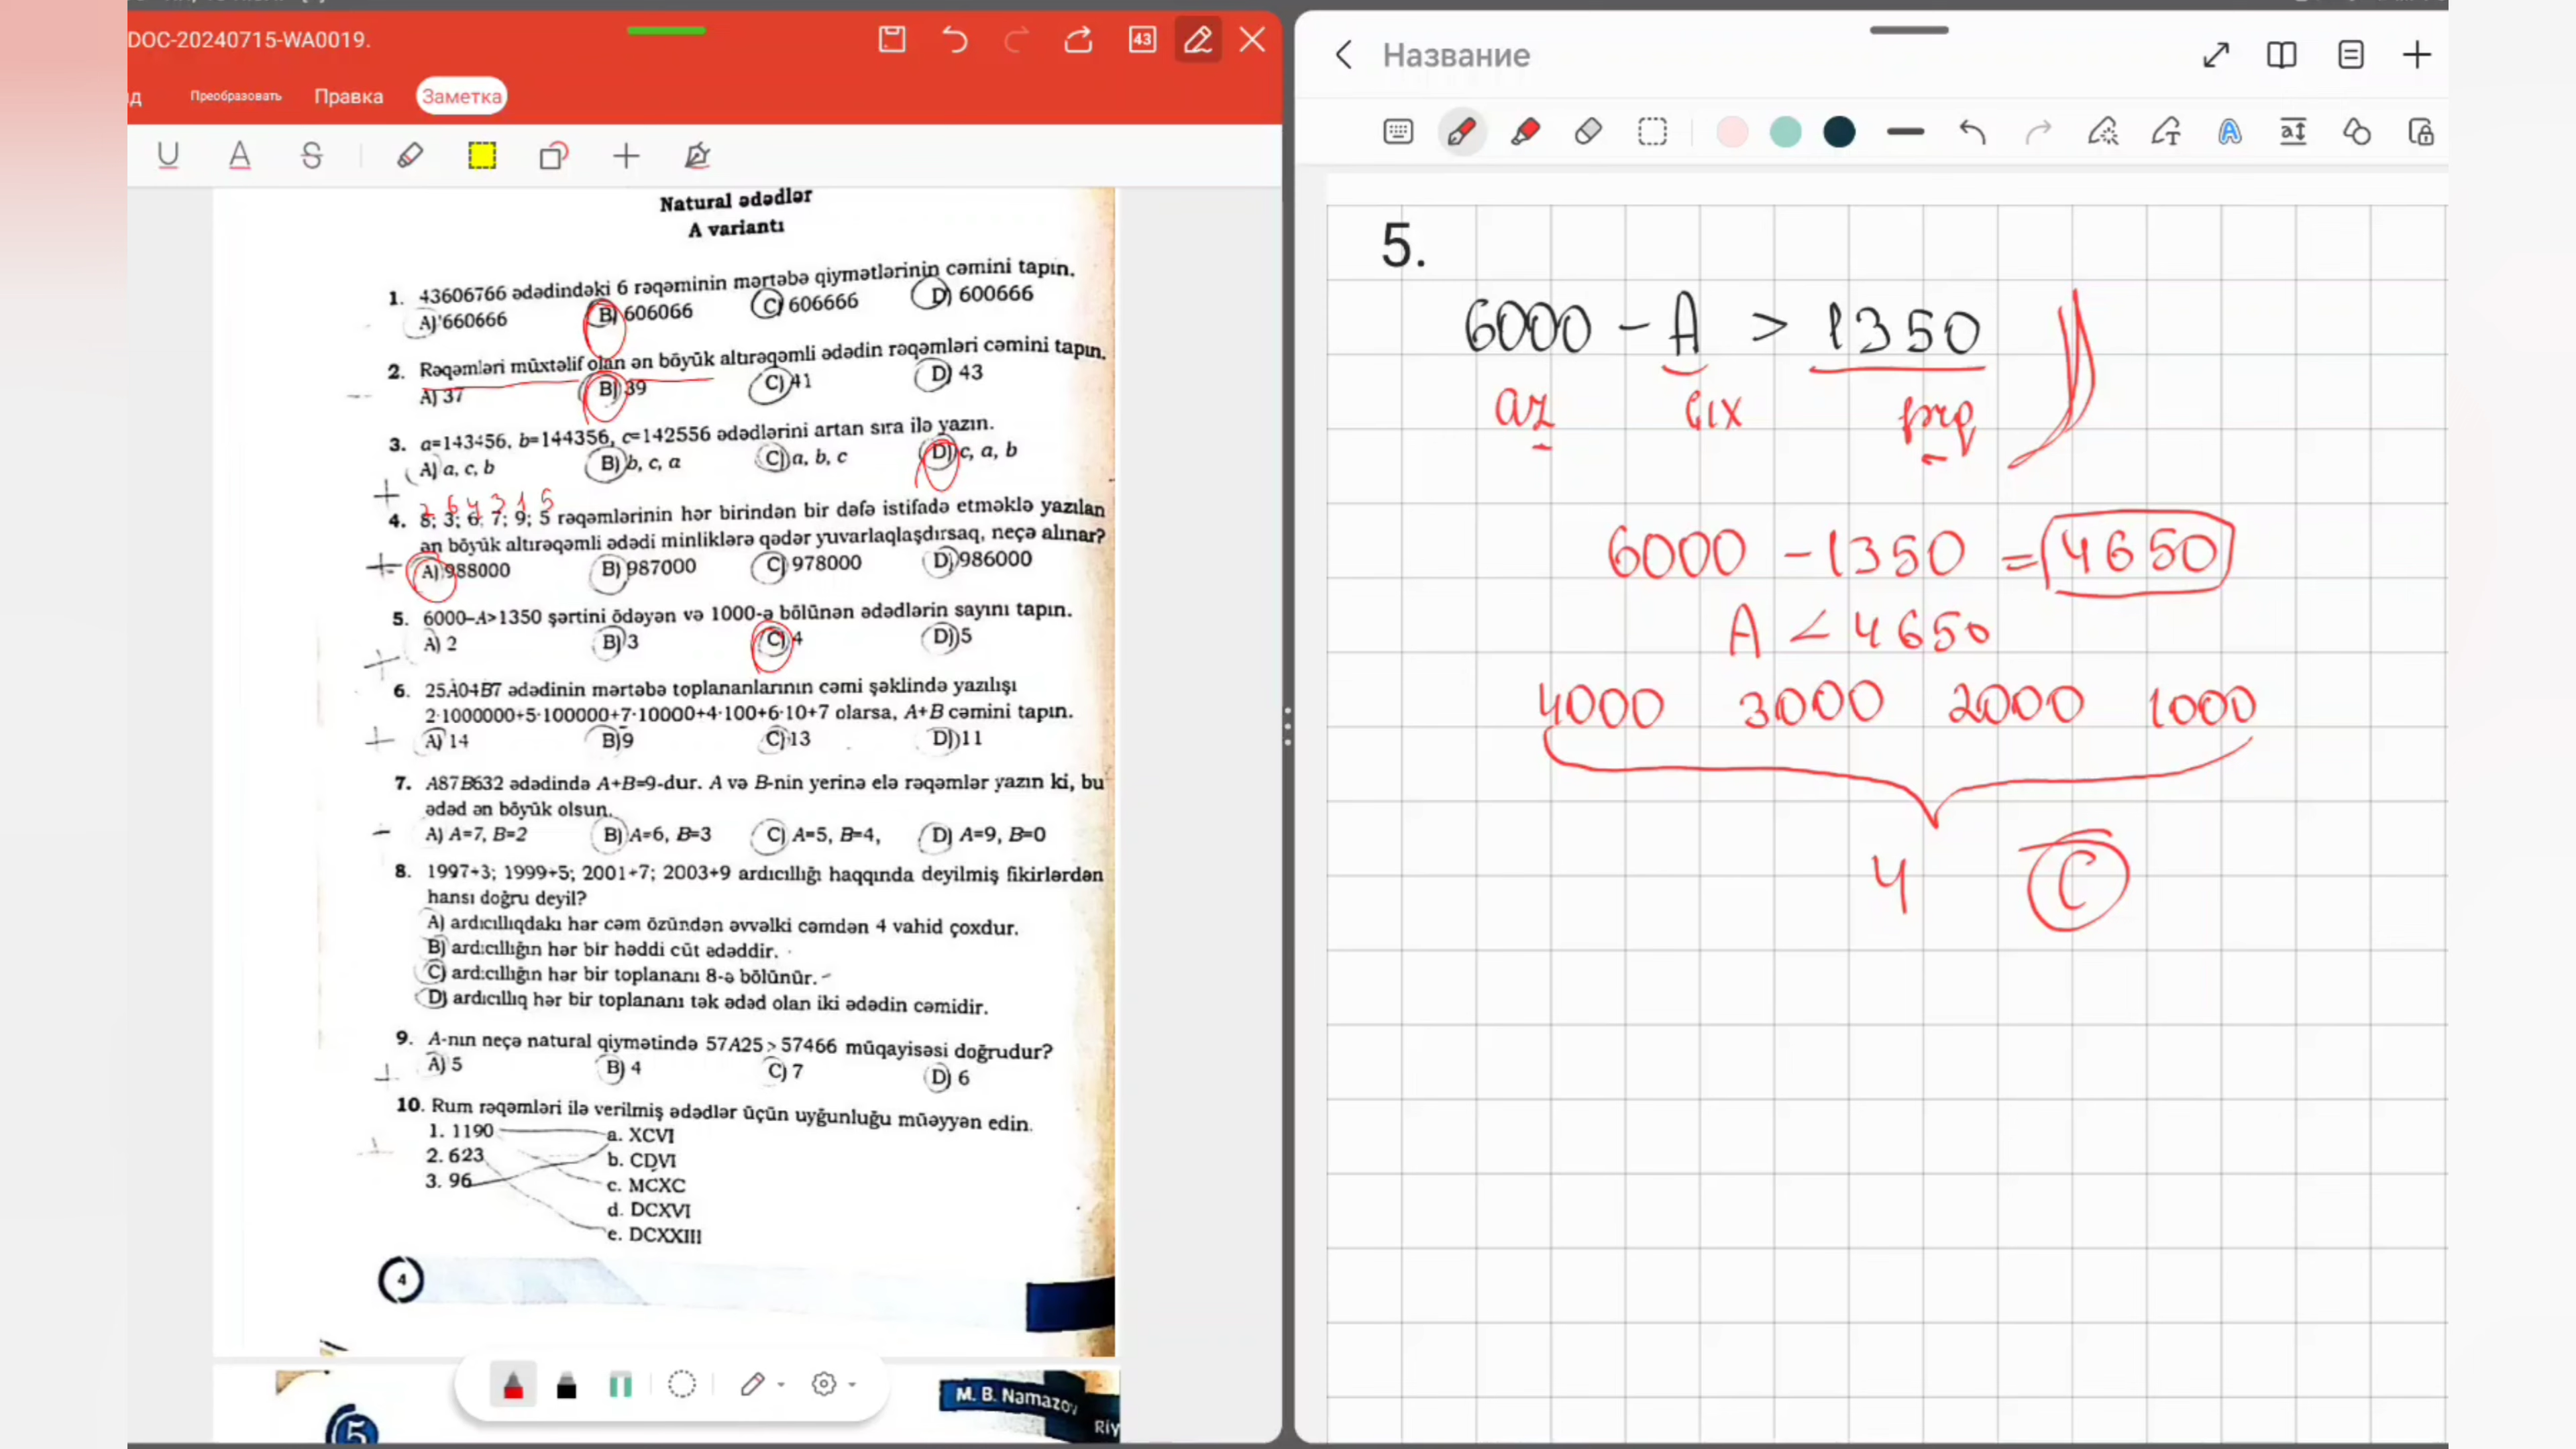 DOC-20240715-WA0019.
43
Преобразовать Правка Заметка
Natural ədədlər
A variantı
1. 43606766 ədədindəki 6 rəqəminin mərtəbə qiymətlərinin cəmini tapın.
A) 660666 B) 606066 C) 606666 D) 600666
2. Rəqəmləri müxtəlif olan ən böyük altırəqəmli ədədin rəqəmləri cəmini tapın.
A) 37 B) 39 C) 41 D) 43
3. a=143456, b=144356, c=142556 ədədlərini artan sıra ilə yazın.
A) a, c, b B) b, c, a C) a, b, c D) c, a, b
2 6 4 3 1 5
4. 8; 3; 6; 7; 9; 5 rəqəmlərinin hər birindən bir dəfə istifadə etməklə yazılan
ən böyük altırəqəmli ədədi minliklərə qədər yuvarlaqlaşdırsaq, neçə alınar?
A) 988000 B) 987000 C) 978000 D) 986000
5. 6000–A>1350 şərtini ödəyən və 1000-ə bölünən ədədlərin sayını tapın.
A) 2 B) 3 C) 4 D) 5
6. 25A04B7 ədədinin mərtəbə toplananlarının cəmi şəklində yazılışı
2·1000000+5·100000+7·10000+4·100+6·10+7 olarsa, A+B cəmini tapın.
A) 14 B) 9 C) 13 D) 11
7. A87B632 ədədində A+B=9-dur. A və B-nin yerinə elə rəqəmlər yazın ki, bu
ədəd ən böyük olsun.
A) A=7, B=2 B) A=6, B=3 C) A=5, B=4, D) A=9, B=0
8. 1997+3; 1999+5; 2001+7; 2003+9 ardıcıllığı haqqında deyilmiş fikirlərdən
hansı doğru deyil?
A) ardıcıllıqdakı hər cəm özündən əvvəlki cəmdən 4 vahid çoxdur.
B) ardıcıllığın hər bir həddi cüt ədəddir.
C) ardıcıllığın hər bir toplananı 8-ə bölünür.
D) ardıcıllıq hər bir toplananı tək ədəd olan iki ədədin cəmidir.
9. A-nın neçə natural qiymətində 57A25>57466 müqayisəsi doğrudur?
A) 5 B) 4 C) 7 D) 6
10. Rum rəqəmləri ilə verilmiş ədədlər üçün uyğunluğu müəyyən edin.
1. 1190 a. XCVI
2. 623 b. CDVI
3. 96 c. MCXC
d. DCXVI
e. DCXXIII
4
M. B. Namazov
5
Riy
Название
5.
6000 – A > 1350
az çıx fərq
6000 – 1350 = 4650
A < 4650
4000 3000 2000 1000
4 C